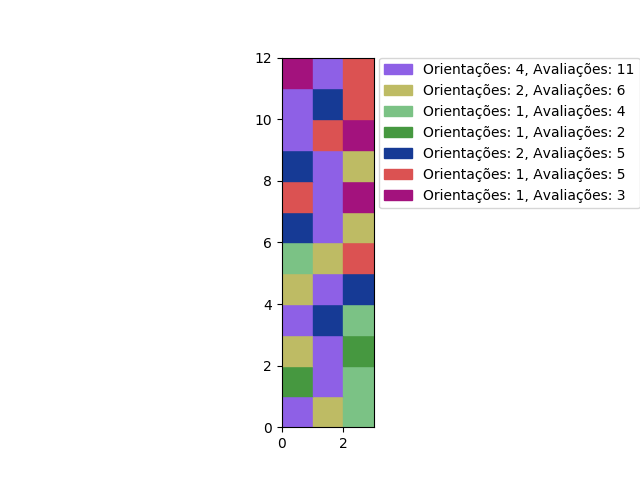 12
10
8
6
4
2
0
0
2
Orientações: 4, Avaliações: 11
Orientações: 2, Avaliações: 6
Orientações: 1, Avaliações: 4
Orientações: 1, Avaliações: 2
Orientações: 2, Avaliações: 5
Orientações: 1, Avaliações: 5
Orientações: 1, Avaliações: 3